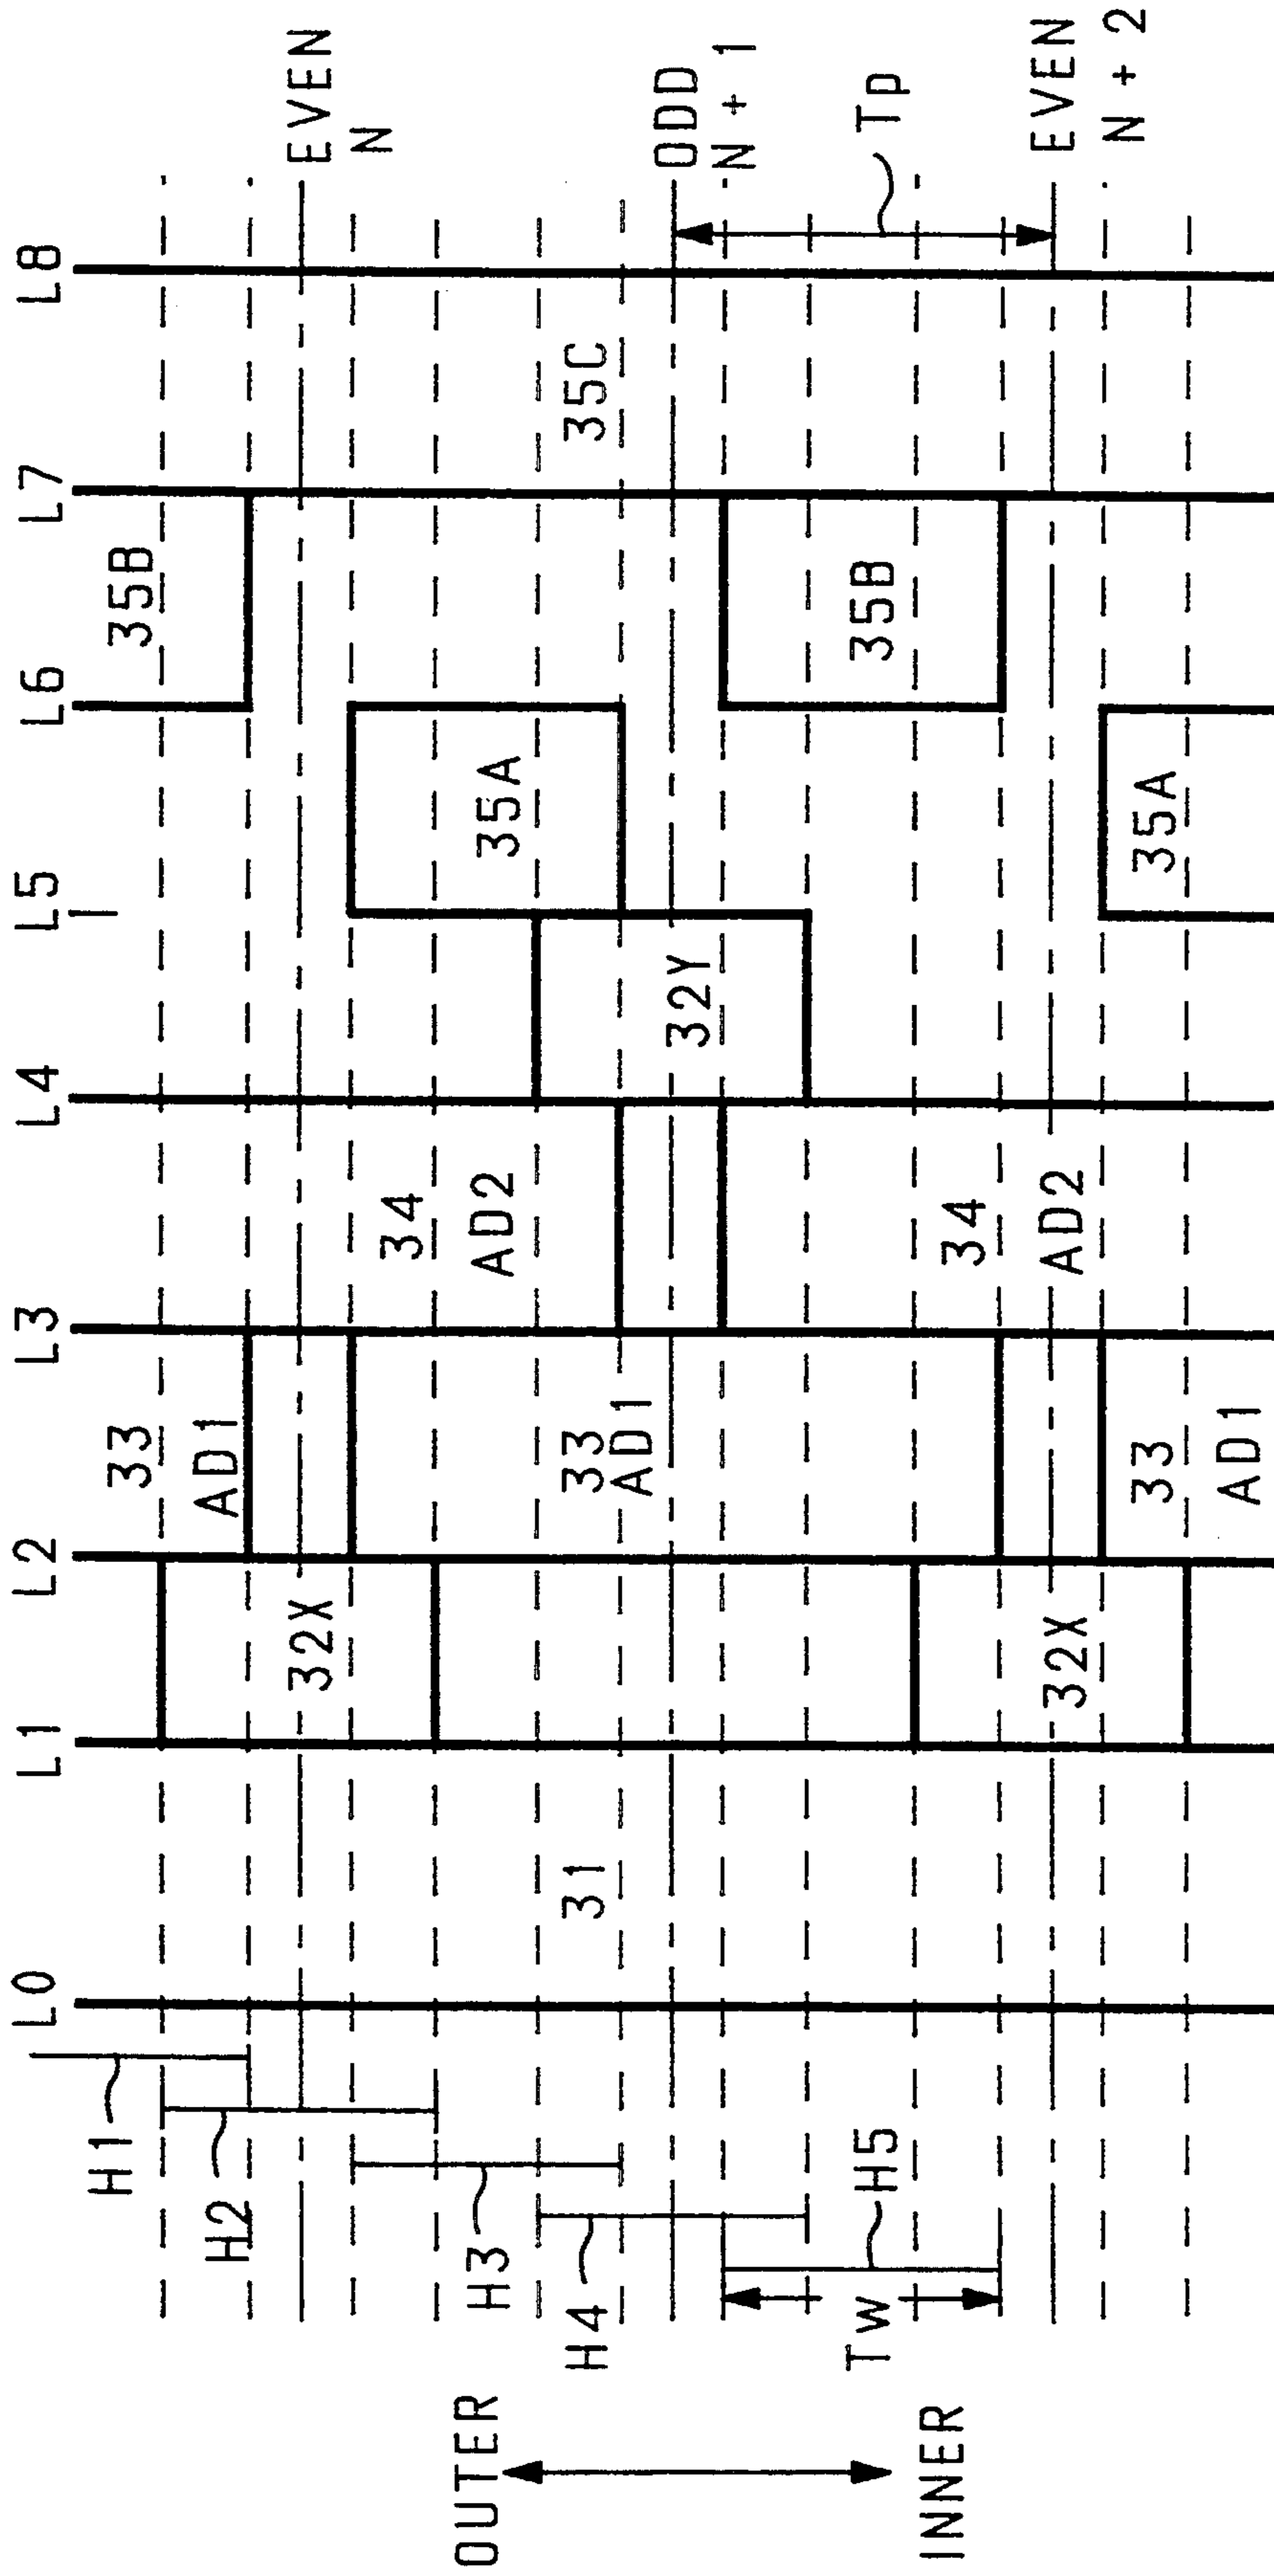 L0
L1
L2
L3
L4
L5
L6
L7
L8
H1
H2
H3
H4
H5
Tw
OUTER
INNER
31
32X
32X
33
AD1
33
AD1
33
AD1
34
AD2
34
AD2
32Y
35A
35A
35B
35B
35C
EVEN
N
ODD
N + 1
Tp
EVEN
N + 2